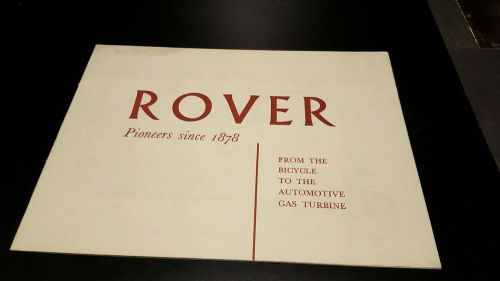 ROVER
Pioneers since 1878
FROM THE
BICYCLE
TO THE
AUTOMOTIVE
GAS TURBINE